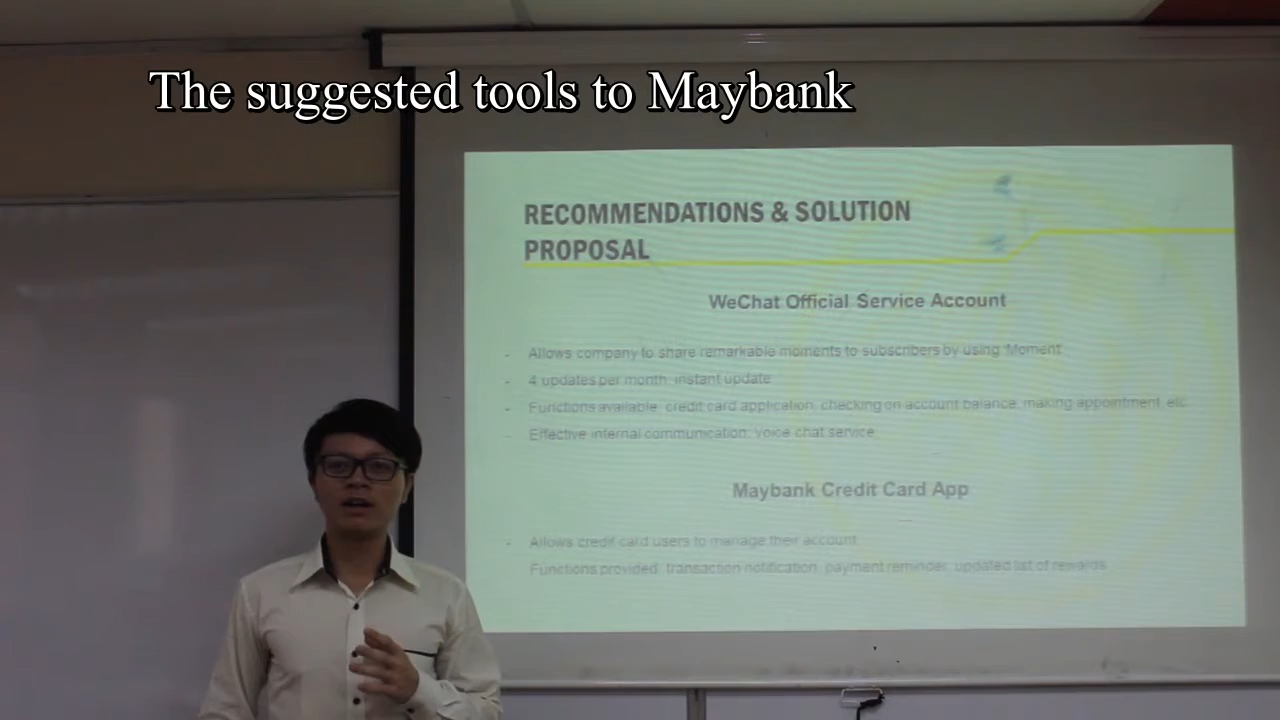 The suggested tools to Maybank
RECOMMENDATIONS & SOLUTION
PROPOSAL
WeChat Official Service Account
- Allows company to share remarkable moments to subscribers by using 'Moment'
- 4 updates per month, instant update
- Functions available: credit card application, checking on account balance, making appointment, etc
- Effective internal communication: voice chat service
Maybank Credit Card App
- Allows credit card users to manage their account
Functions provided: transaction notification, payment reminder, updated list of rewards